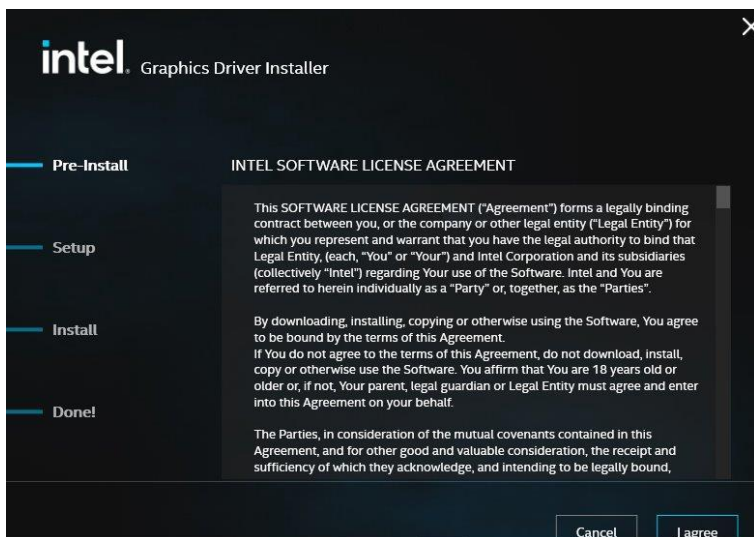 intel. Graphics Driver Installer
Pre-Install
Setup
Install
Done!
INTEL SOFTWARE LICENSE AGREEMENT
This SOFTWARE LICENSE AGREEMENT ("Agreement") forms a legally binding
contract between you, or the company or other legal entity ("Legal Entity") for
which you represent and warrant that you have the legal authority to bind that
Legal Entity, (each, "You" or "Your") and Intel Corporation and its subsidiaries
(collectively "Intel") regarding Your use of the Software. Intel and You are
referred to herein individually as a "Party" or, together, as the "Parties".
By downloading, installing, copying or otherwise using the Software, You agree
to be bound by the terms of this Agreement.
If You do not agree to the terms of this Agreement, do not download, install,
copy or otherwise use the Software. You affirm that You are 18 years old or
older or, if not, Your parent, legal guardian or Legal Entity must agree and enter
into this Agreement on your behalf.
The Parties, in consideration of the mutual covenants contained in this
Agreement, and for other good and valuable consideration, the receipt and
sufficiency of which they acknowledge, and intending to be legally bound,
Cancel
I agree